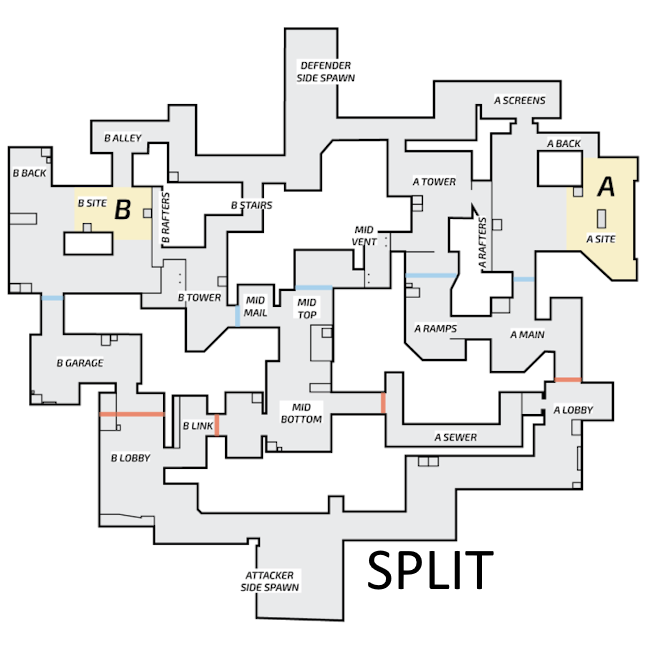 DEFENDER
SIDE SPAWN
A SCREENS
B ALLEY
A BACK
B BACK
A TOWER
A
B SITE
B
B RAFTERS
B STAIRS
MID
VENT
A RAFTERS
A SITE
B TOWER
MID
MAIL
MID
TOP
A RAMPS
A MAIN
B GARAGE
MID
BOTTOM
A LOBBY
B LINK
A SEWER
B LOBBY
ATTACKER
SIDE SPAWN
SPLIT